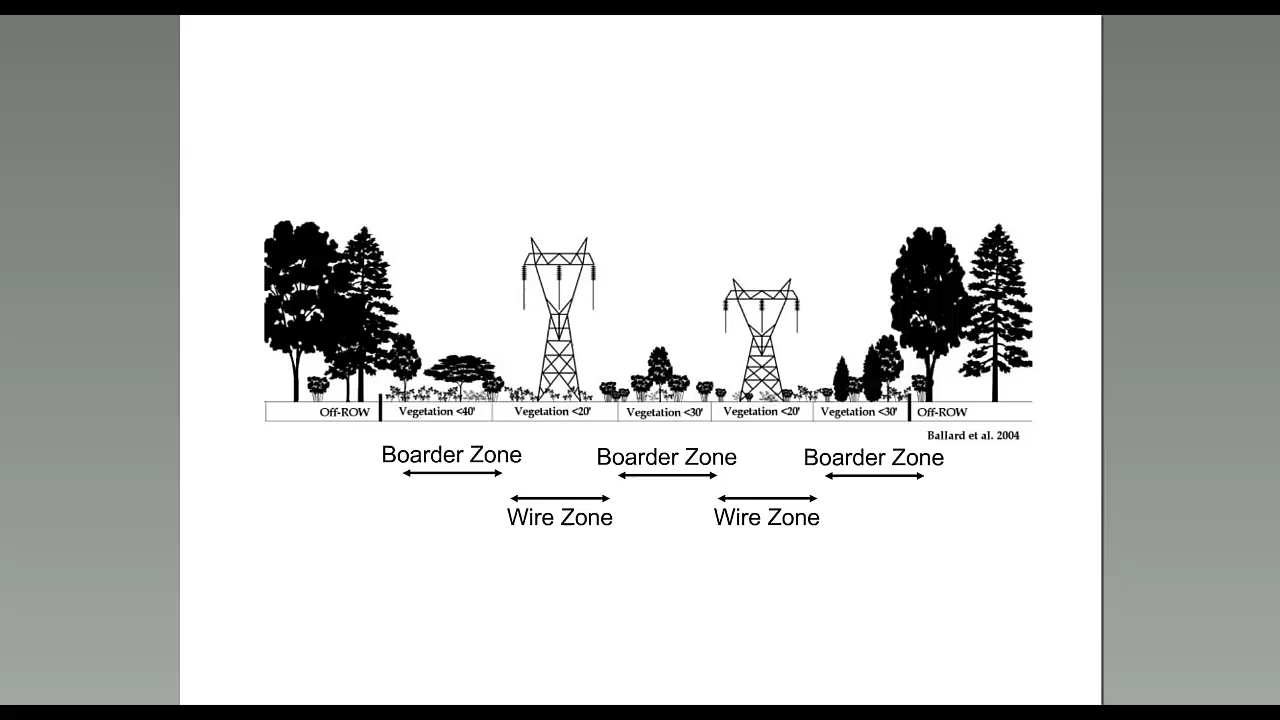 Off-ROW Vegetation <40' Vegetation <20' Vegetation <30' Vegetation <20' Vegetation <30' Off-ROW
Ballard et al. 2004
Boarder Zone Boarder Zone Boarder Zone
Wire Zone Wire Zone